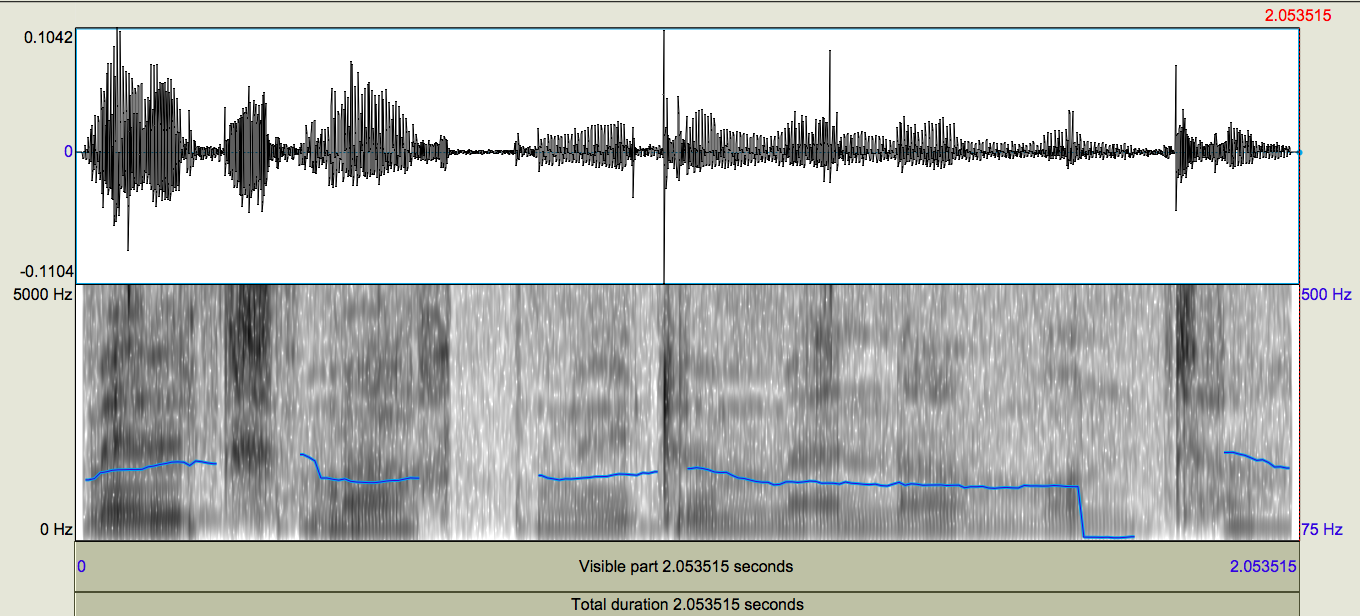 2.053515
0.1042
0
-0.1104
5000 Hz 500 Hz
0 Hz 75 Hz
0 Visible part 2.053515 seconds 2.053515
Total duration 2.053515 seconds